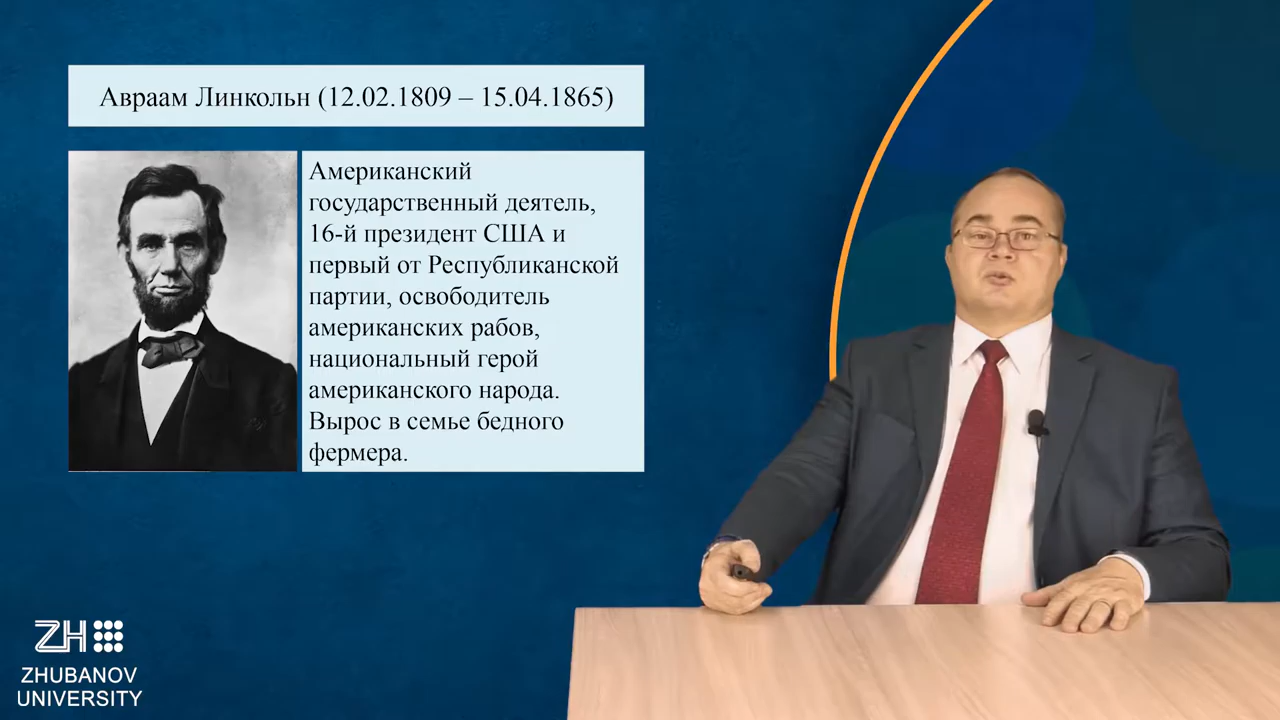 Авраам Линкольн (12.02.1809 – 15.04.1865)
Американский
государственный деятель,
16-й президент США и
первый от Республиканской
партии, освободитель
американских рабов,
национальный герой
американского народа.
Вырос в семье бедного
фермера.
ZH
ZHUBANOV
UNIVERSITY